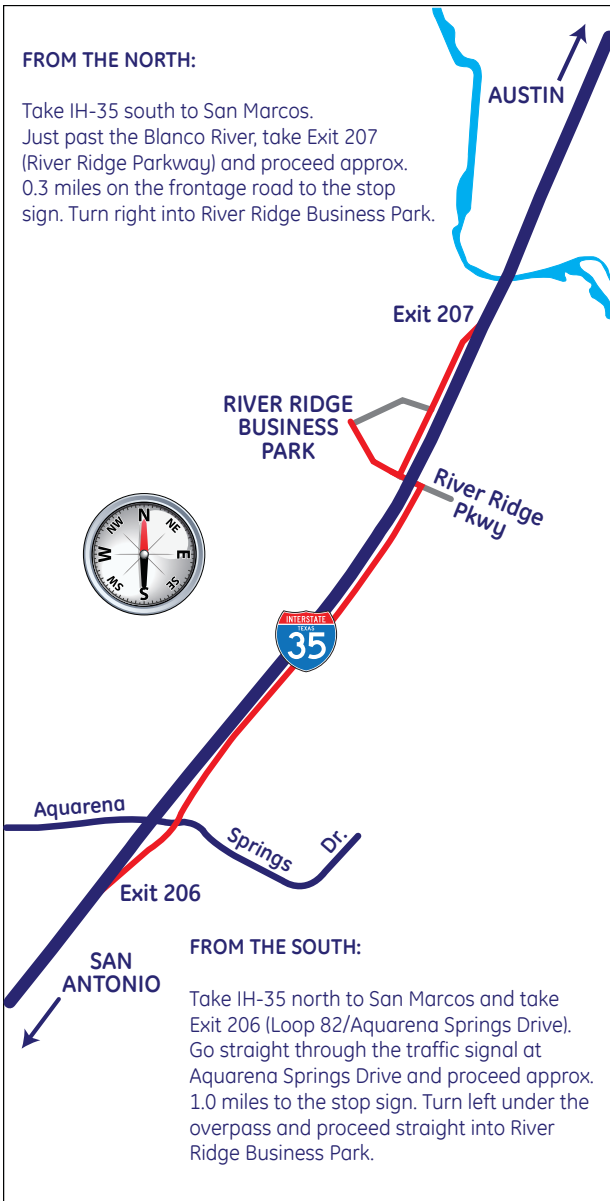 FROM THE NORTH:
Take IH-35 south to San Marcos.
Just past the Blanco River, take Exit 207
(River Ridge Parkway) and proceed approx.
0.3 miles on the frontage road to the stop
sign. Turn right into River Ridge Business Park.
AUSTIN
Exit 207
RIVER RIDGE
BUSINESS
PARK
River Ridge
Pkwy
N
NE
E
SE
S
SW
W
NW
INTERSTATE
TEXAS
35
Aquarena
Springs
Dr.
Exit 206
SAN
ANTONIO
FROM THE SOUTH:
Take IH-35 north to San Marcos and take
Exit 206 (Loop 82/Aquarena Springs Drive).
Go straight through the traffic signal at
Aquarena Springs Drive and proceed approx.
1.0 miles to the stop sign. Turn left under the
overpass and proceed straight into River
Ridge Business Park.